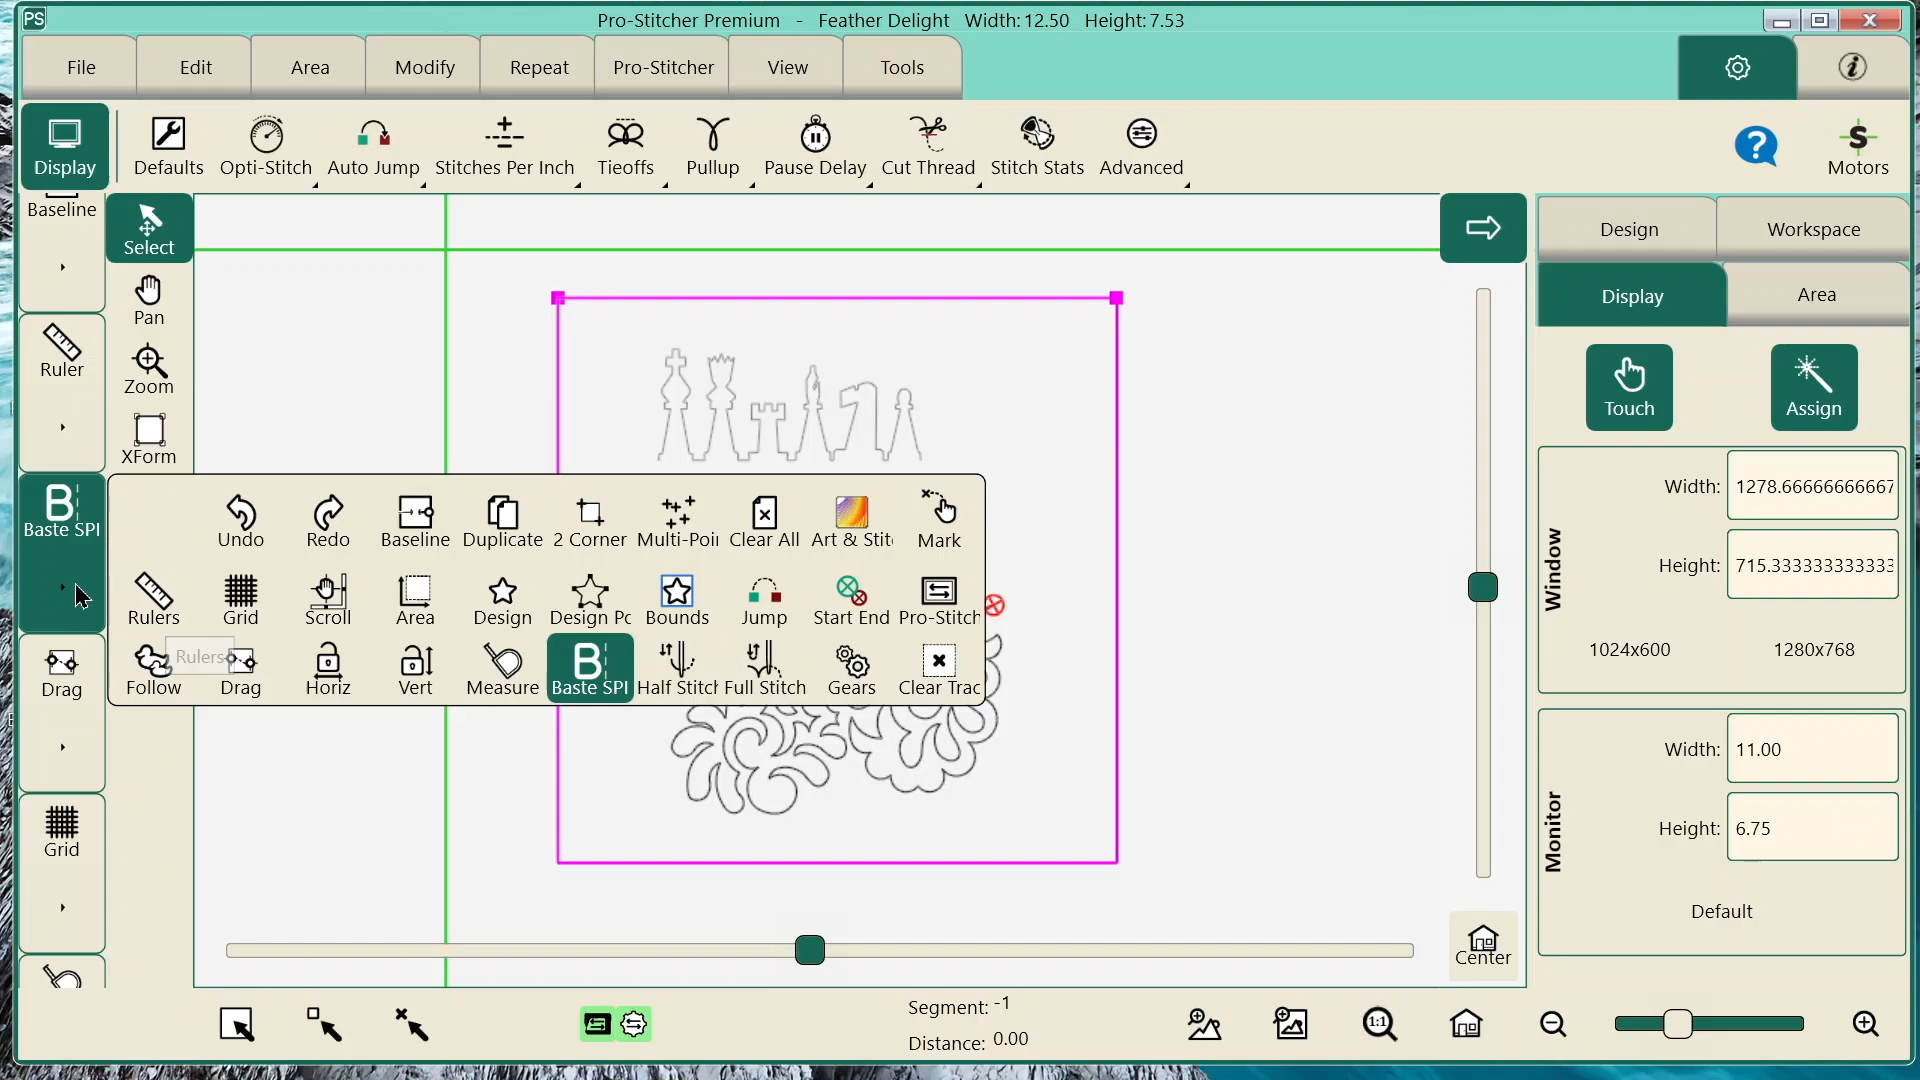 PS
Pro-Stitcher Premium - Feather Delight Width: 12.50 Height: 7.53
File Edit Area Modify Repeat Pro-Stitcher View Tools
Display Defaults Opti-Stitch Auto Jump Stitches Per Inch Tieoffs Pullup Pause Delay Cut Thread Stitch Stats Advanced
? S Motors
Baseline
Ruler
B
Baste SPI
Drag
Grid
Select
Pan
Zoom
XForm
Undo Redo Baseline Duplicate 2 Corner Multi-Poi Clear All Art & Stit Mark
Rulers Grid Scroll Area Design Design Pc Bounds Jump Start End Pro-Stitch
Rulers
B
Follow Drag Horiz Vert Measure Baste SPI Half Stitch Full Stitch Gears Clear Trac
Center
Design Workspace
Display Area
Touch Assign
Window
Width: 1278.66666666667
Height: 715.333333333333
1024x600 1280x768
Monitor
Width: 11.00
Height: 6.75
Default
Segment: -1
Distance: 0.00
1:1